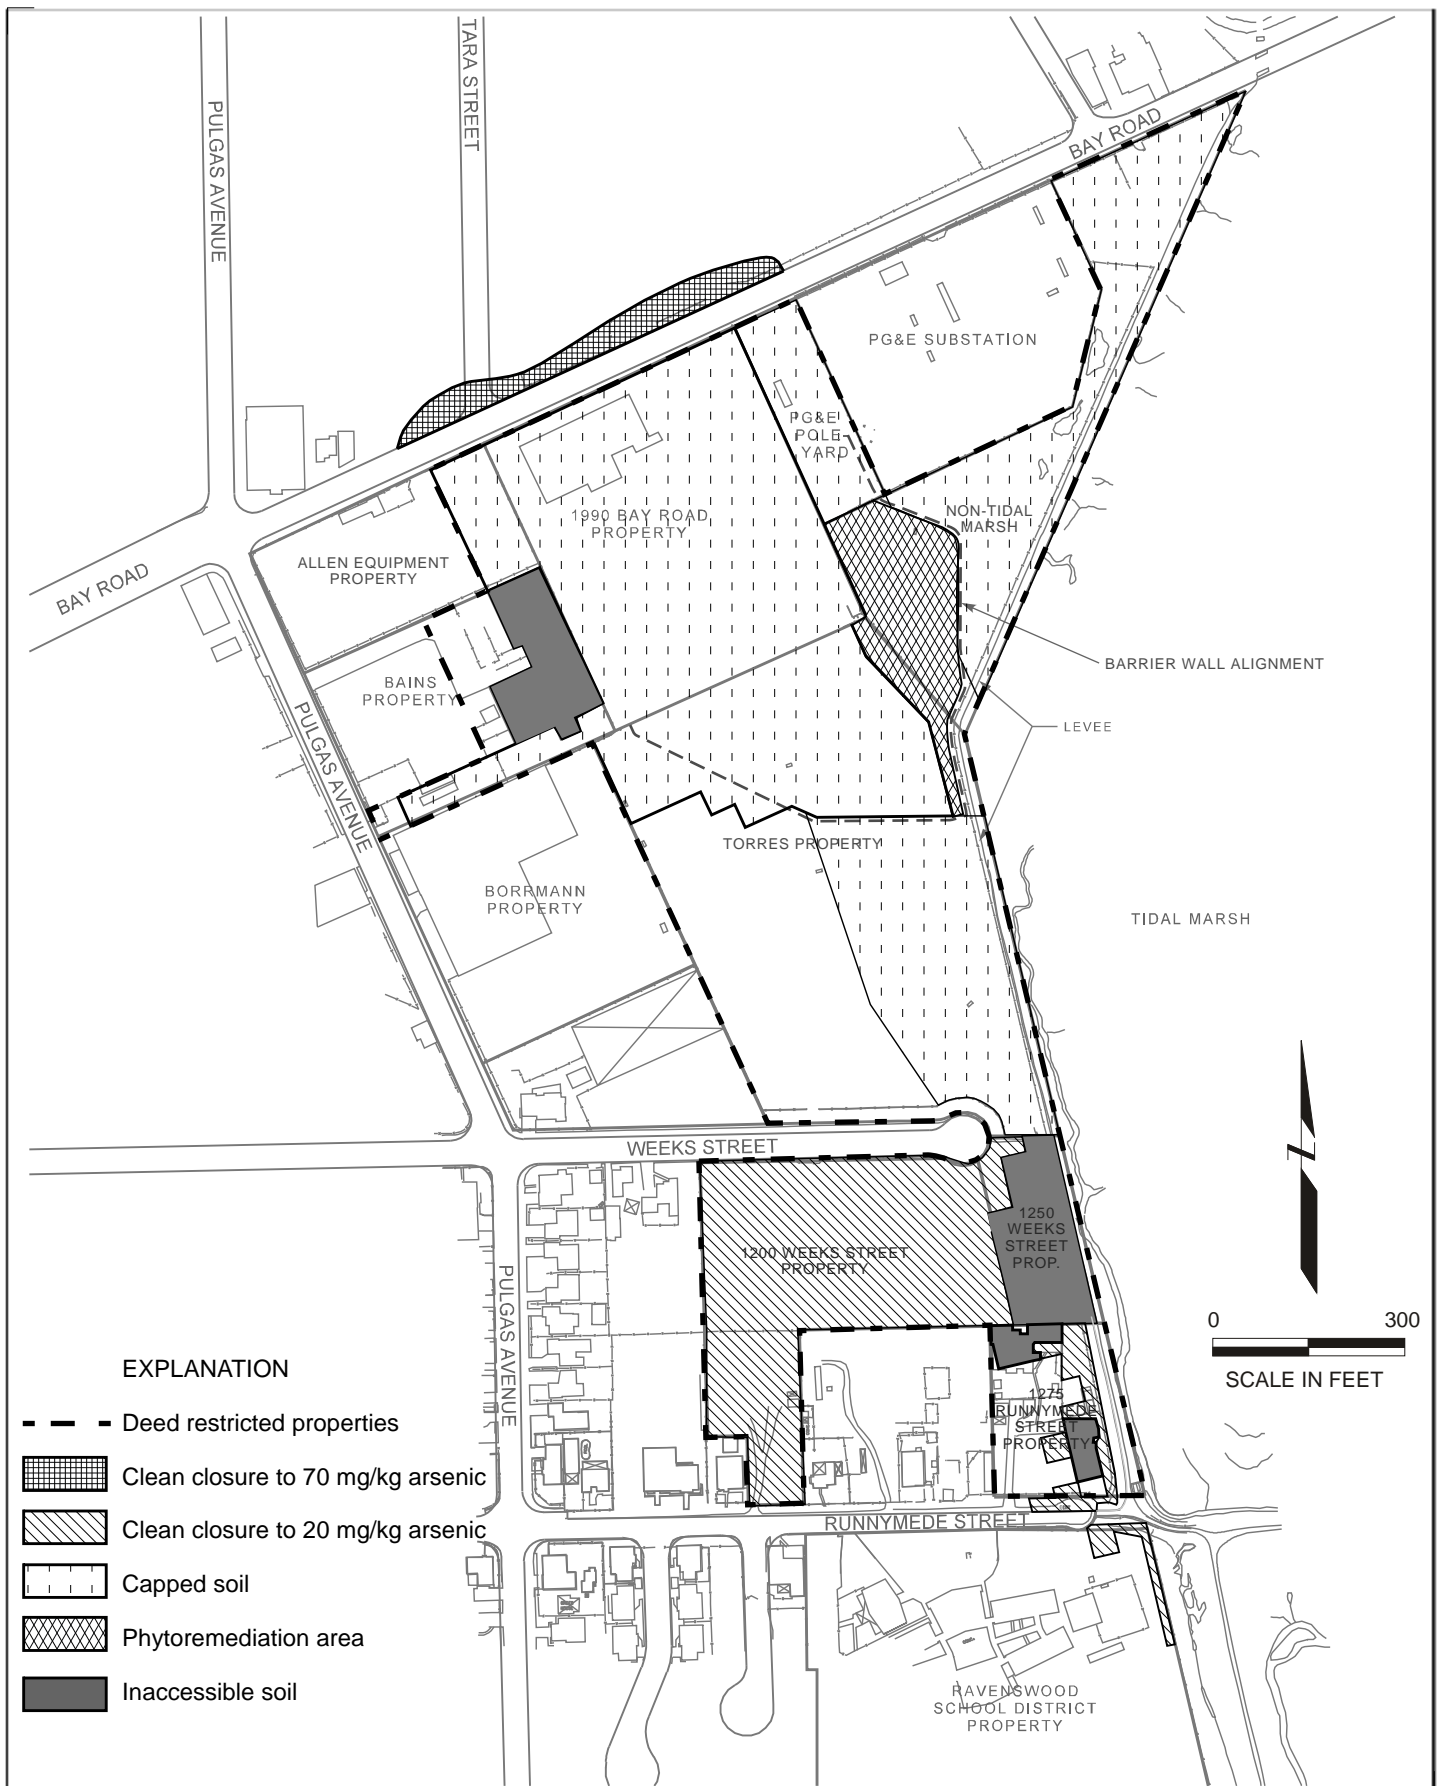 TARA STREET
PULGAS AVENUE
BAY ROAD
PG&E SUBSTATION
PG&E
POLE
YARD
1990 BAY ROAD
PROPERTY
NON-TIDAL
MARSH
ALLEN EQUIPMENT
PROPERTY
BAY ROAD
BARRIER WALL ALIGNMENT
BAINS
PROPERTY
LEVEE
PULGAS AVENUE
TORRES PROPERTY
BORRMANN
PROPERTY
TIDAL MARSH
WEEKS STREET
1250
WEEKS
STREET
PROP.
1200 WEEKS STREET
PROPERTY
PULGAS AVENUE
0 300
SCALE IN FEET
1275
RUNNYMEDE
STREET
PROPERTY
EXPLANATION
Deed restricted properties
Clean closure to 70 mg/kg arsenic
Clean closure to 20 mg/kg arsenic
Capped soil
Phytoremediation area
Inaccessible soil
RUNNYMEDE STREET
RAVENSWOOD
SCHOOL DISTRICT
PROPERTY
Z